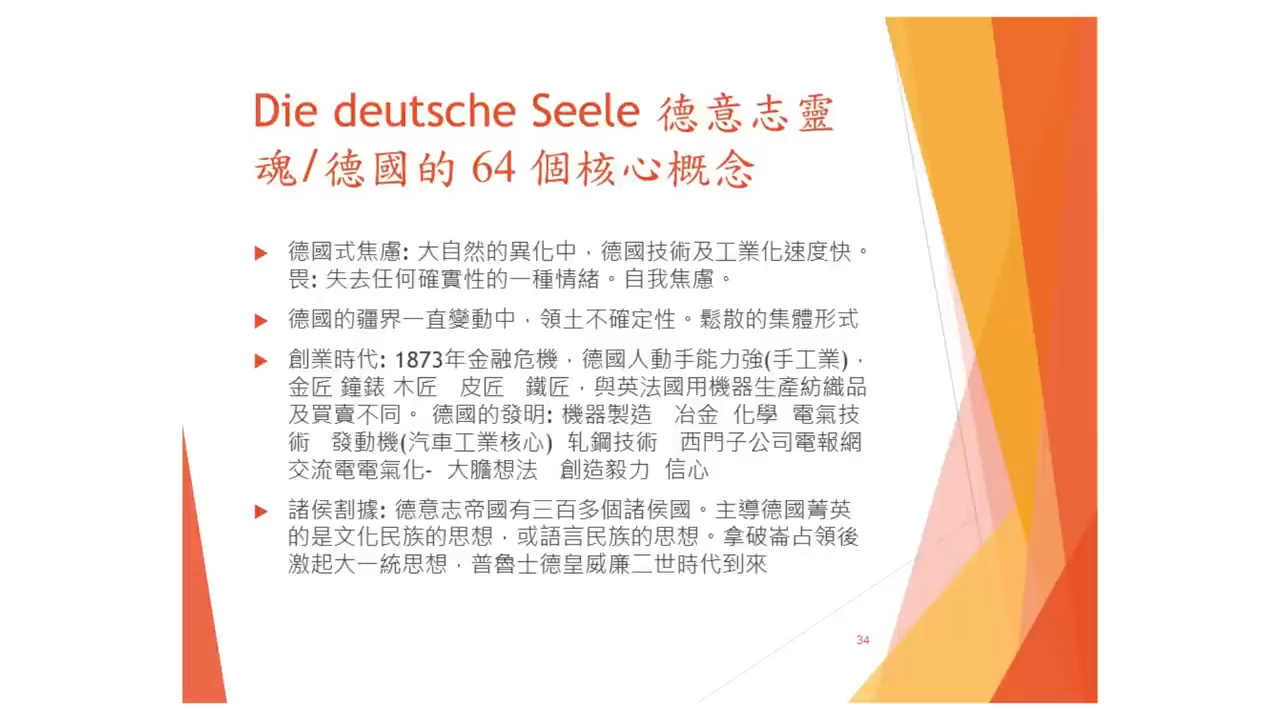 Die deutsche Seele 德意志靈
魂/德國的 64 個核心概念
德國式焦慮: 大自然的異化中，德國技術及工業化速度快。
畏: 失去任何確實性的一種情緒。自我焦慮。
德國的疆界一直變動中，領土不確定性。鬆散的集體形式
創業時代: 1873年金融危機，德國人動手能力強(手工業)，
金匠 鐘錶 木匠 皮匠 鐵匠，與英法國用機器生產紡織品
及買賣不同。 德國的發明: 機器製造 冶金 化學 電氣技
術 發動機(汽車工業核心) 軋鋼技術 西門子公司電報網
交流電電氣化- 大膽想法 創造毅力 信心
諸侯割據: 德意志帝國有三百多個諸侯國。主導德國菁英
的是文化民族的思想，或語言民族的思想。拿破崙占領後
激起大一統思想，普魯士德皇威廉二世時代到來
34